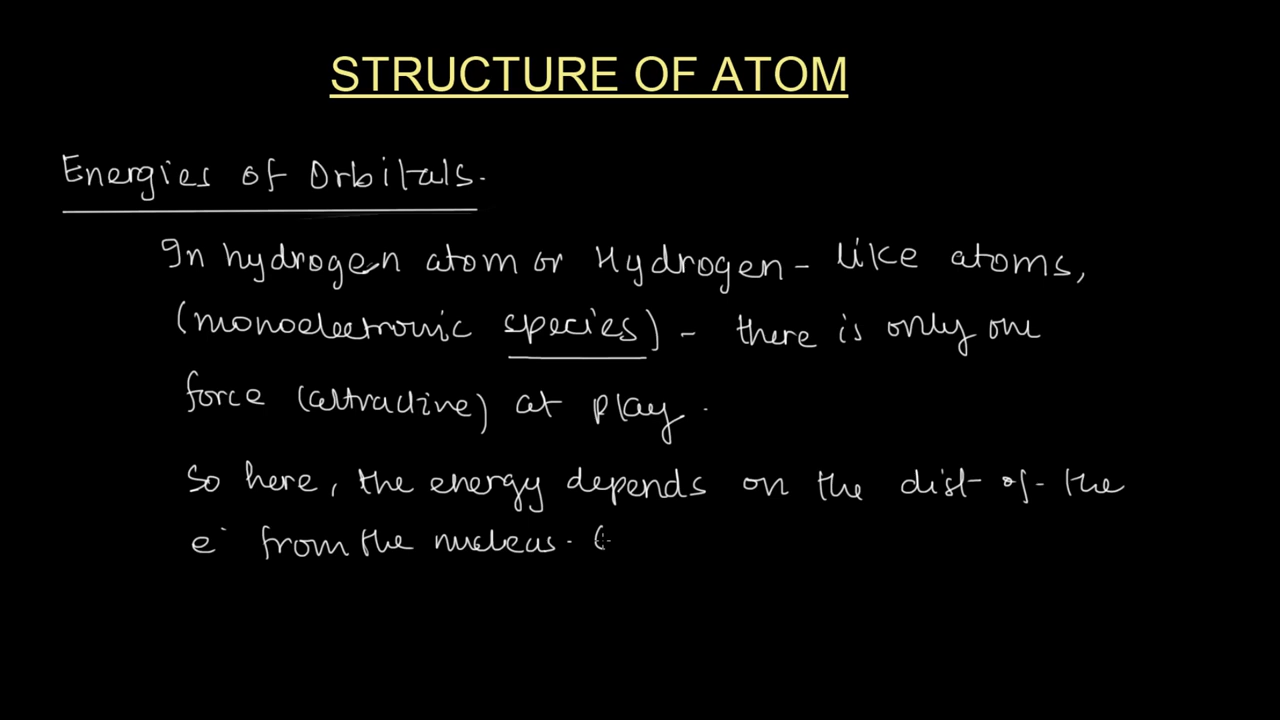 STRUCTURE OF ATOM
Energies of Orbitals.
In hydrogen atom or Hydrogen - like atoms,
(monoelectronic species) - there is only one
force (attractive) at play.
So here, the energy depends on the dist of the
e- from the nucleus. (